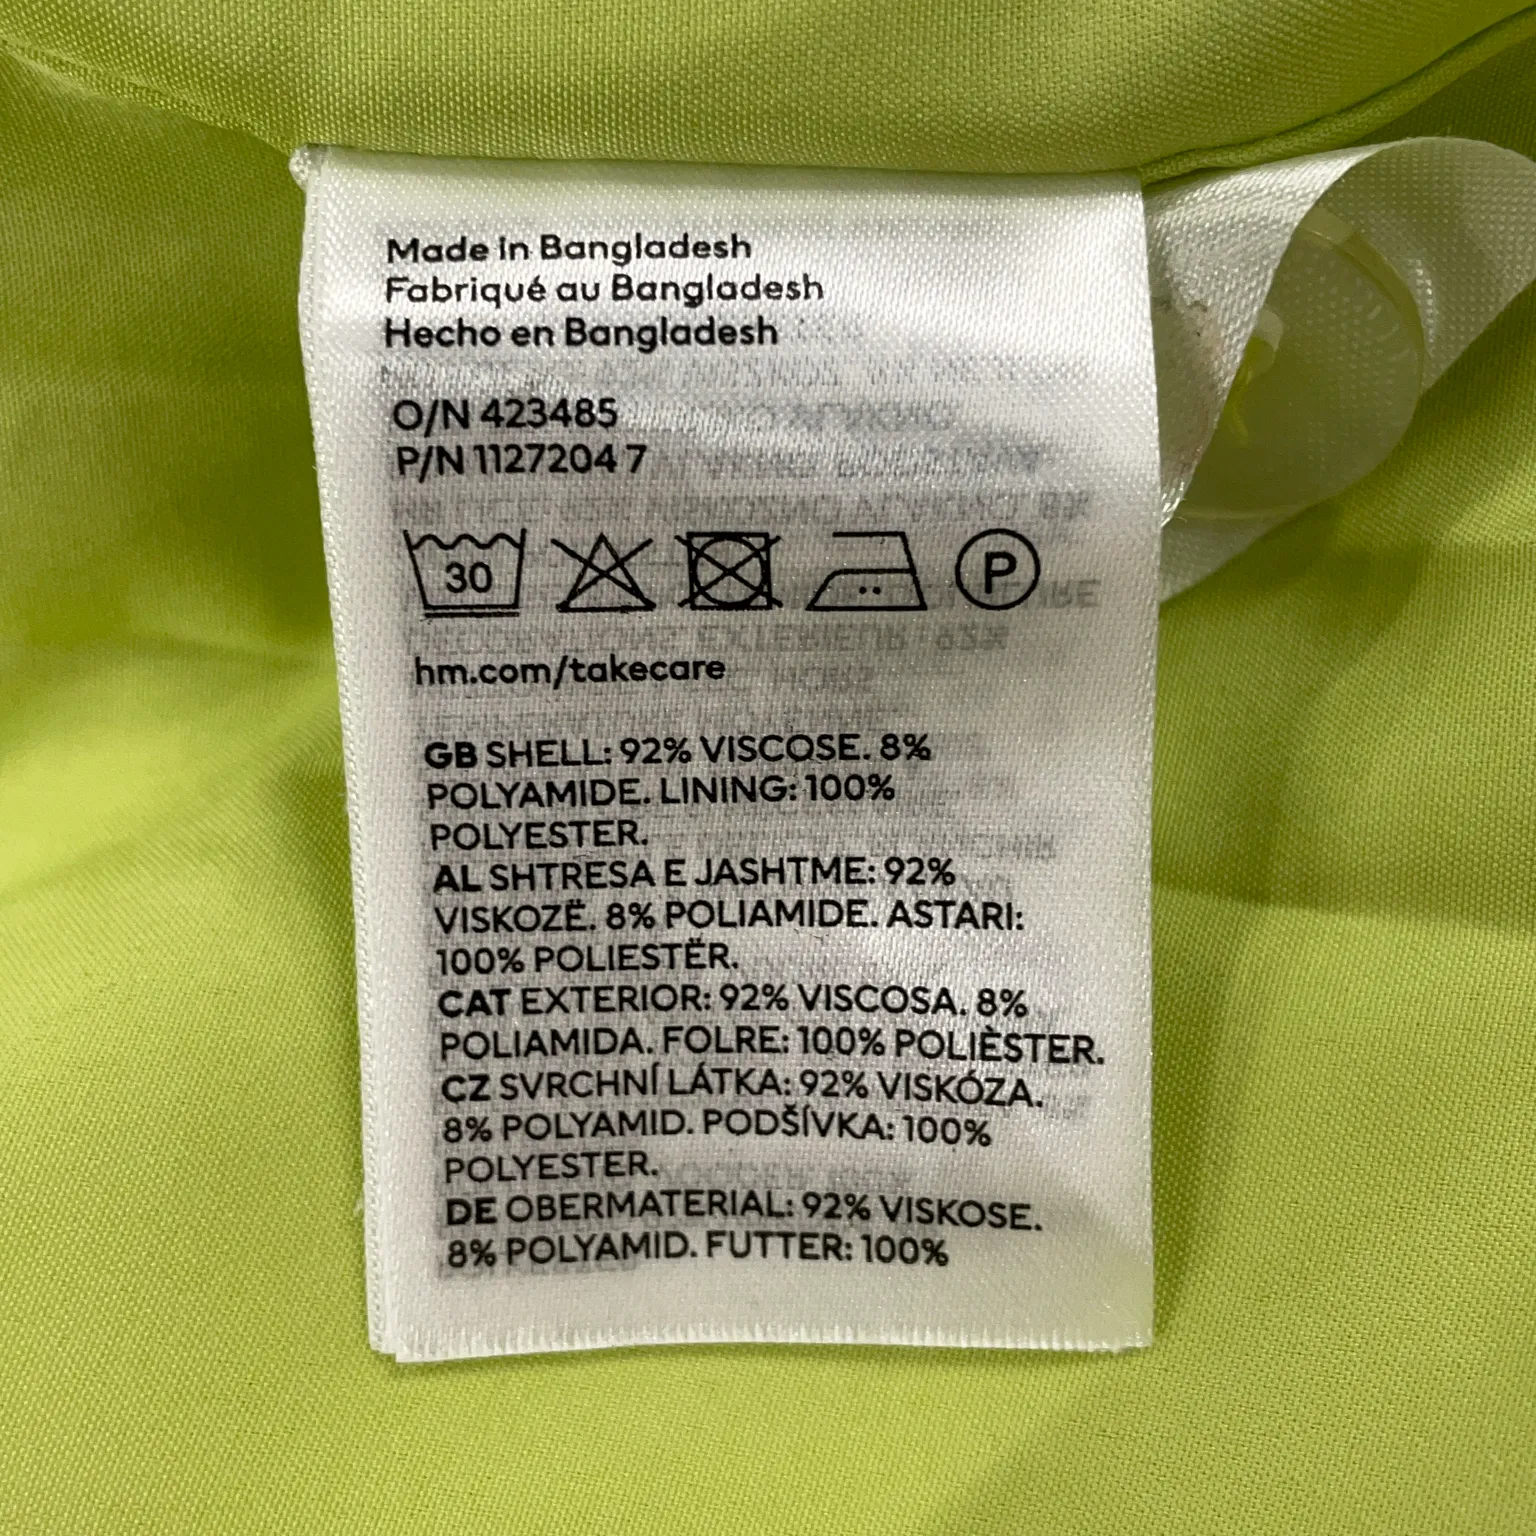 Made in Bangladesh
Fabriqué au Bangladesh
Hecho en Bangladesh
O/N 423485
P/N 1127204 7
30 P
hm.com/takecare
GB SHELL: 92% VISCOSE. 8%
POLYAMIDE. LINING: 100%
POLYESTER.
AL SHTRESA E JASHTME: 92%
VISKOZË. 8% POLIAMIDE. ASTARI:
100% POLIESTËR.
CAT EXTERIOR: 92% VISCOSA. 8%
POLIAMIDA. FOLRE: 100% POLIÈSTER.
CZ SVRCHNÍ LÁTKA: 92% VISKÓZA.
8% POLYAMID. PODŠÍVKA: 100%
POLYESTER.
DE OBERMATERIAL: 92% VISKOSE.
8% POLYAMID. FUTTER: 100%